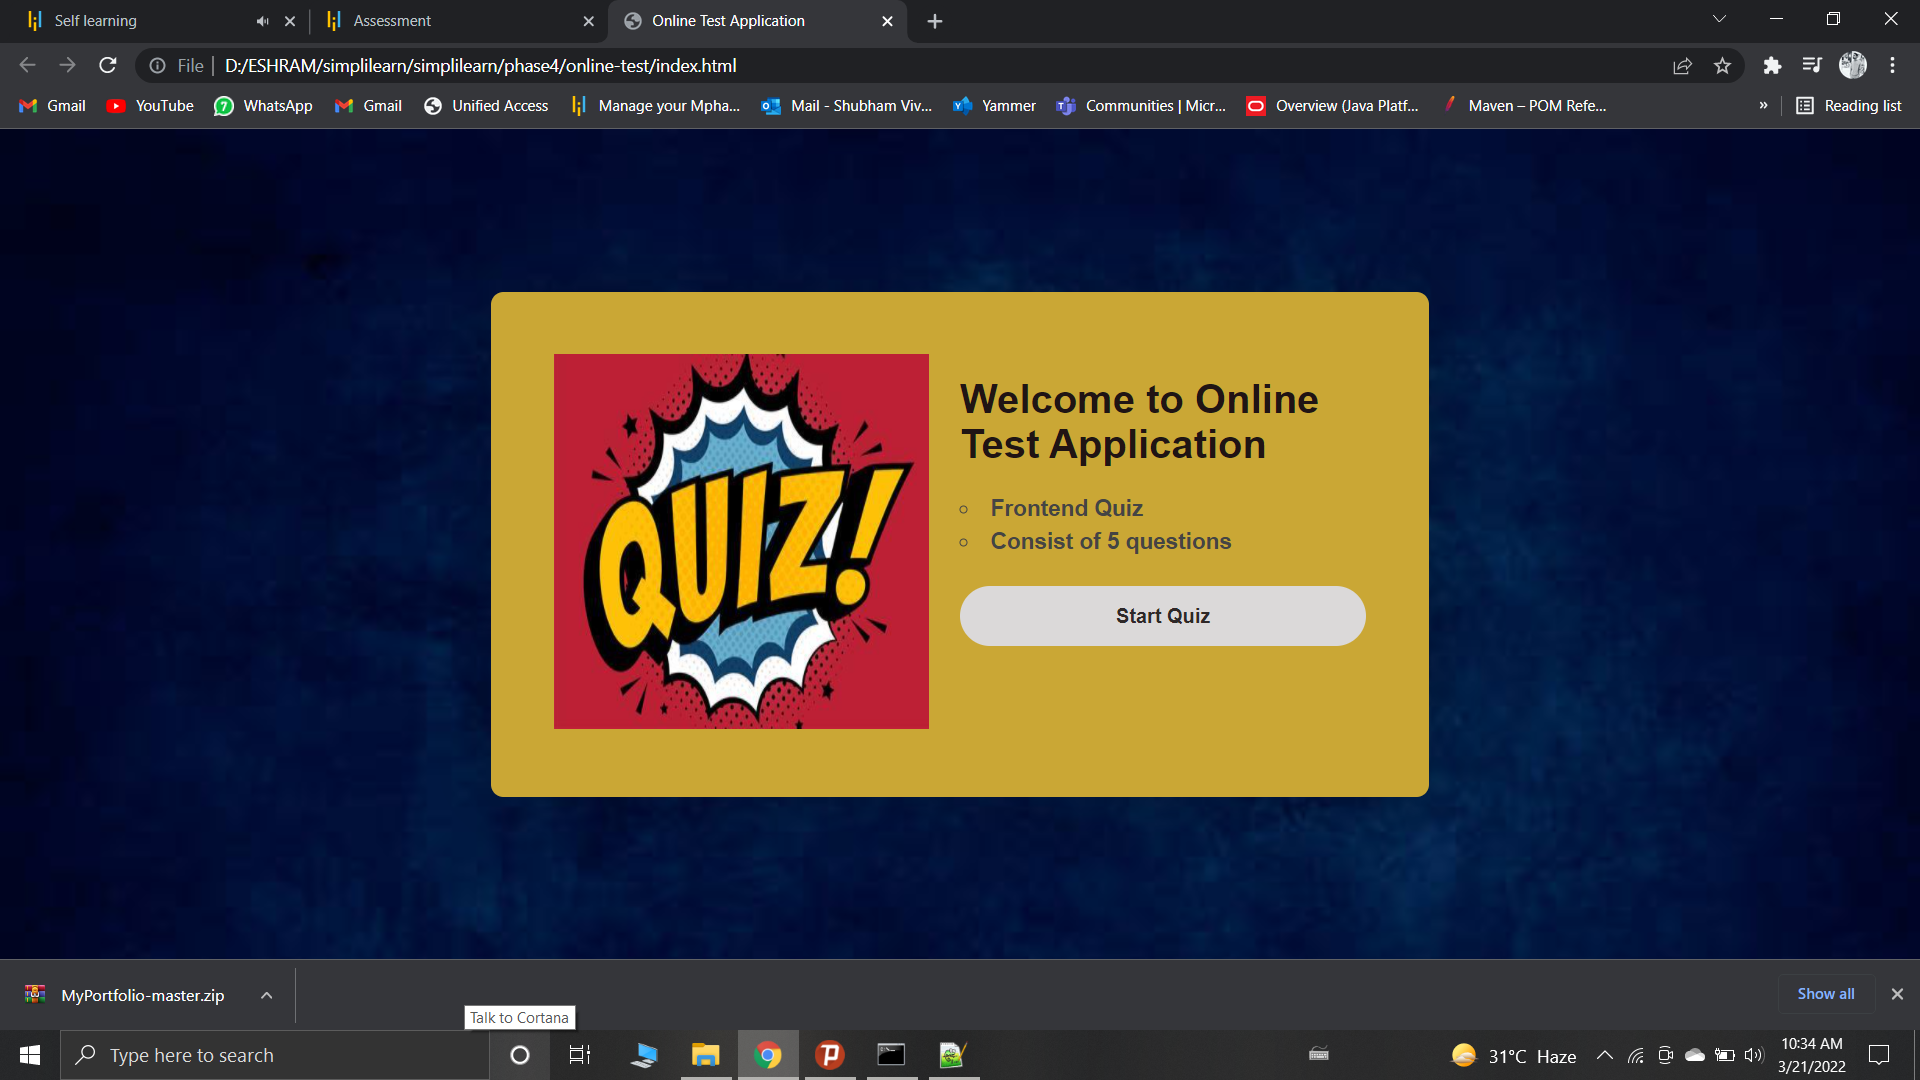 Self learning
Assessment
Online Test Application
File
D:/ESHRAM/simplilearn/simplilearn/phase4/online-test/index.html
Gmail
YouTube
7
WhatsApp
Gmail
Unified Access
Manage your Mpha...
Mail - Shubham Viv...
Yammer
Communities | Micr...
Overview (Java Platf...
Maven – POM Refe...
»
Reading list
QUIZ!
Welcome to Online
Test Application
Frontend Quiz
Consist of 5 questions
Start Quiz
MyPortfolio-master.zip
Show all
Talk to Cortana
Type here to search
31°C Haze
10:34 AM
3/21/2022